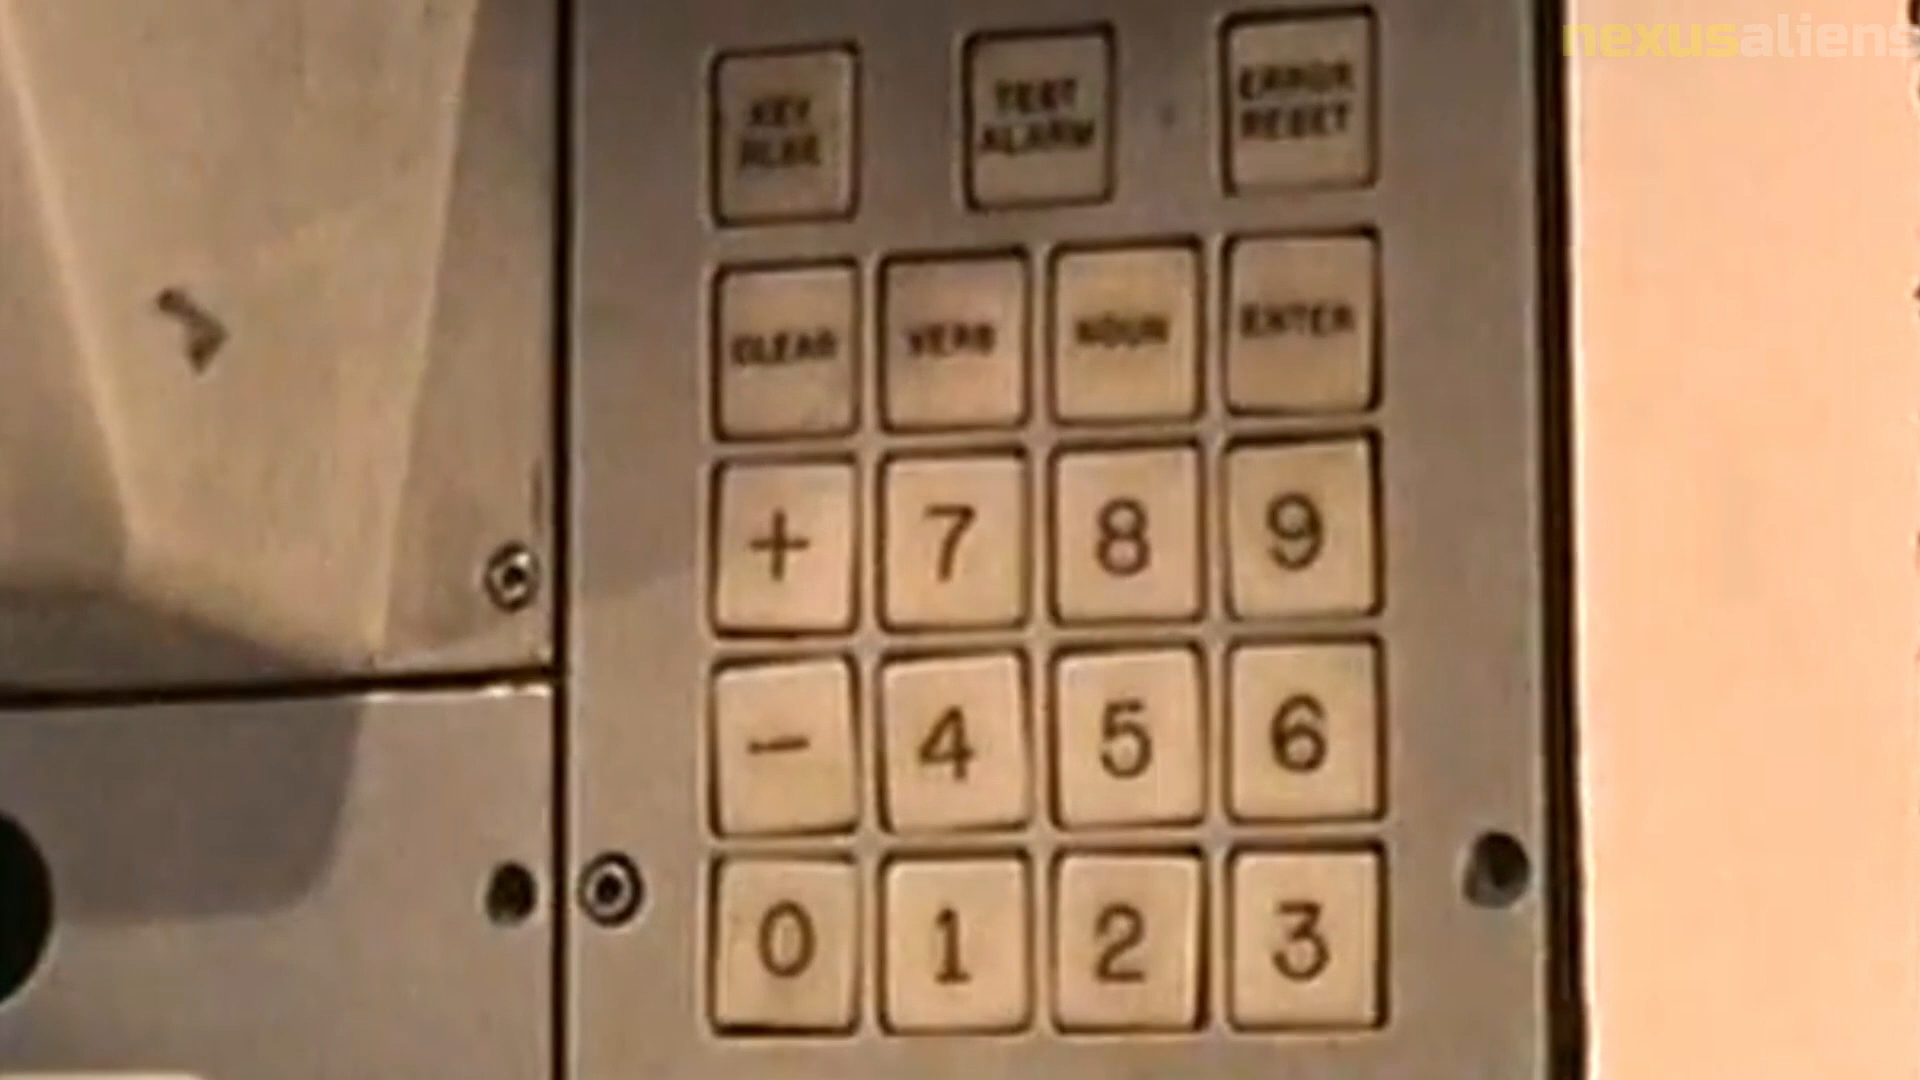 nexusaliens
KEY
RLSE
TEST
ALARM
ERROR
RESET
CLEAR
VERB
NOUN
ENTER
+
7
8
9
-
4
5
6
0
1
2
3